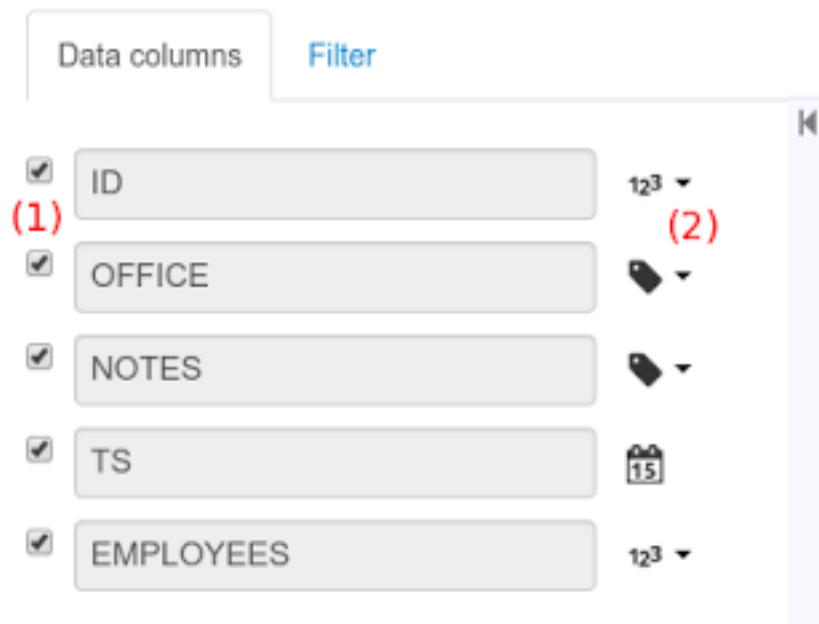 Data columns Filter
ID 123
(1) (2)
OFFICE
NOTES
TS 15
EMPLOYEES 123